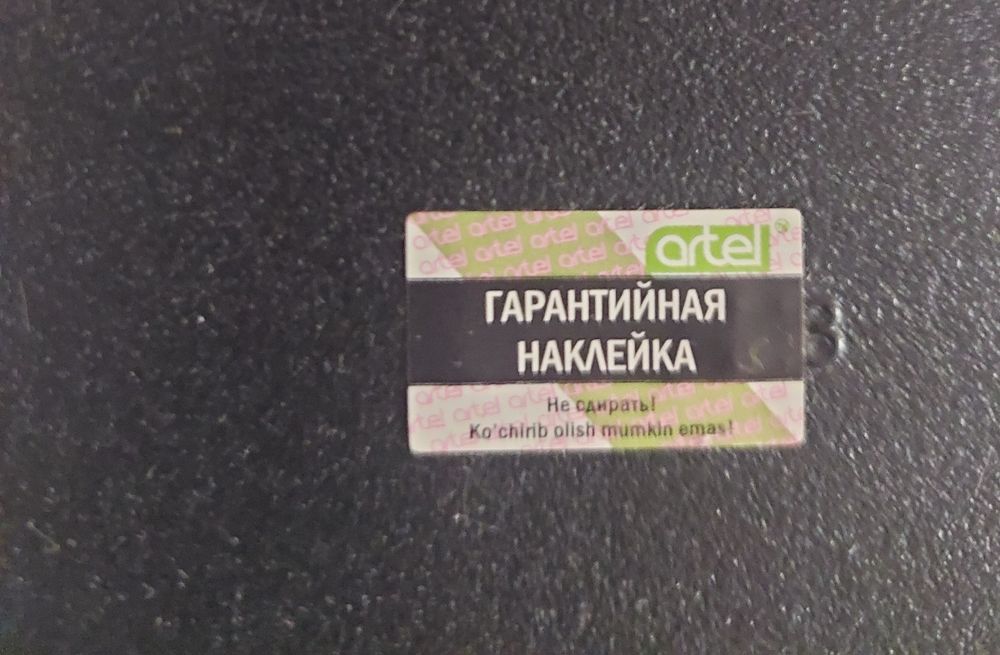 artel®
ГАРАНТИЙНАЯ
НАКЛЕЙКА
Не сдирать!
Ko'chirib olish mumkin emas!